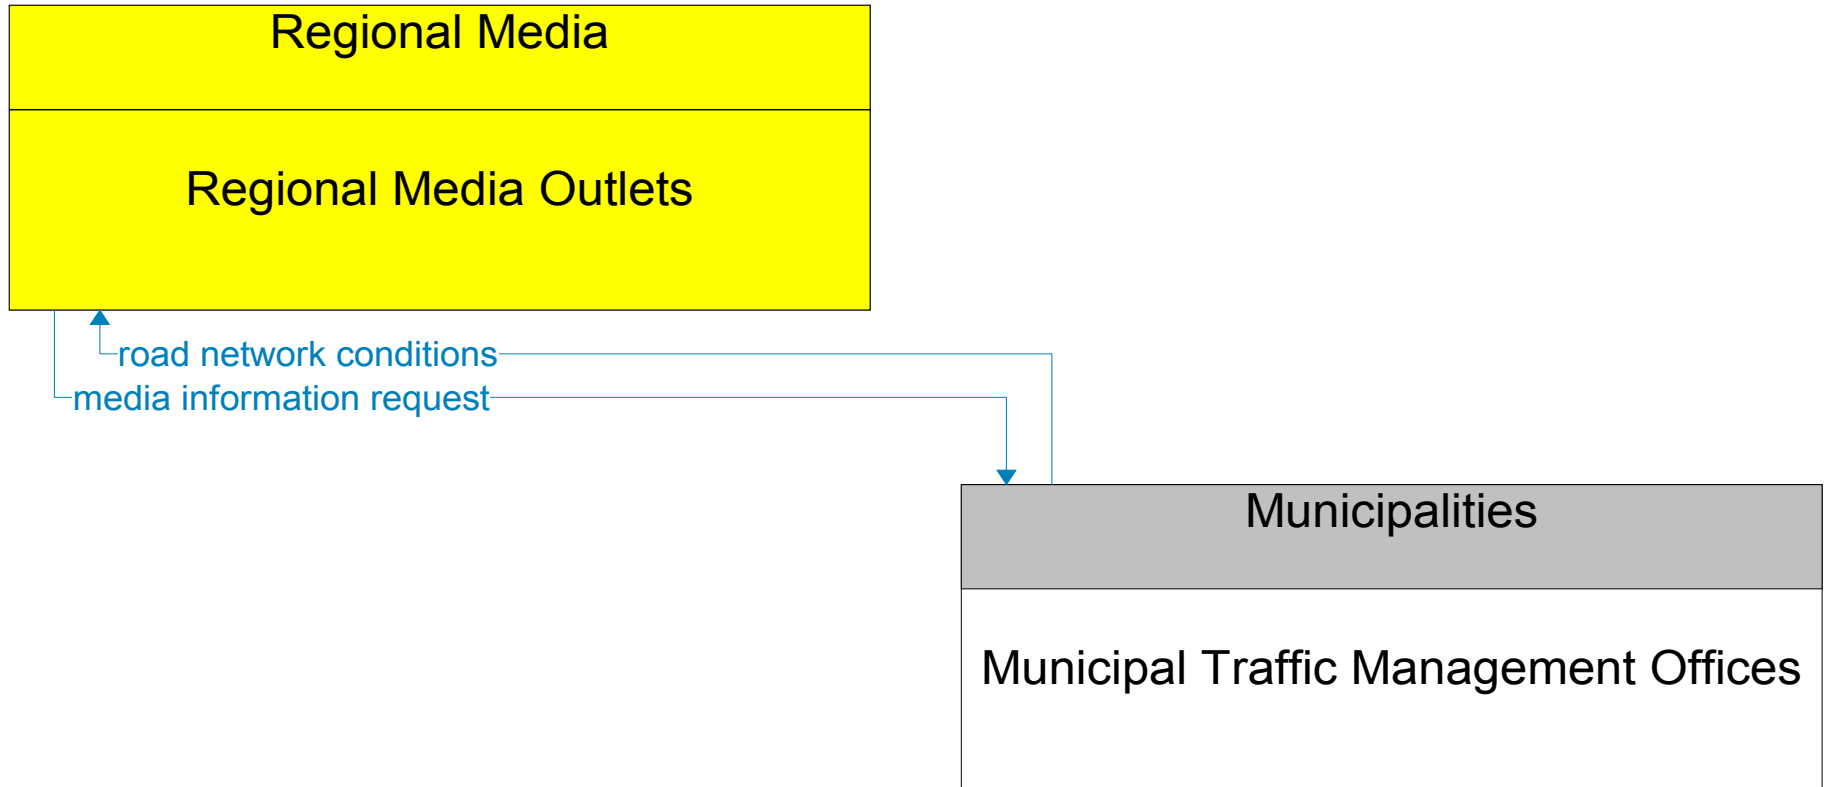 Regional Media
Regional Media Outlets
road network conditions
media information request
Municipalities
Municipal Traffic Management Offices